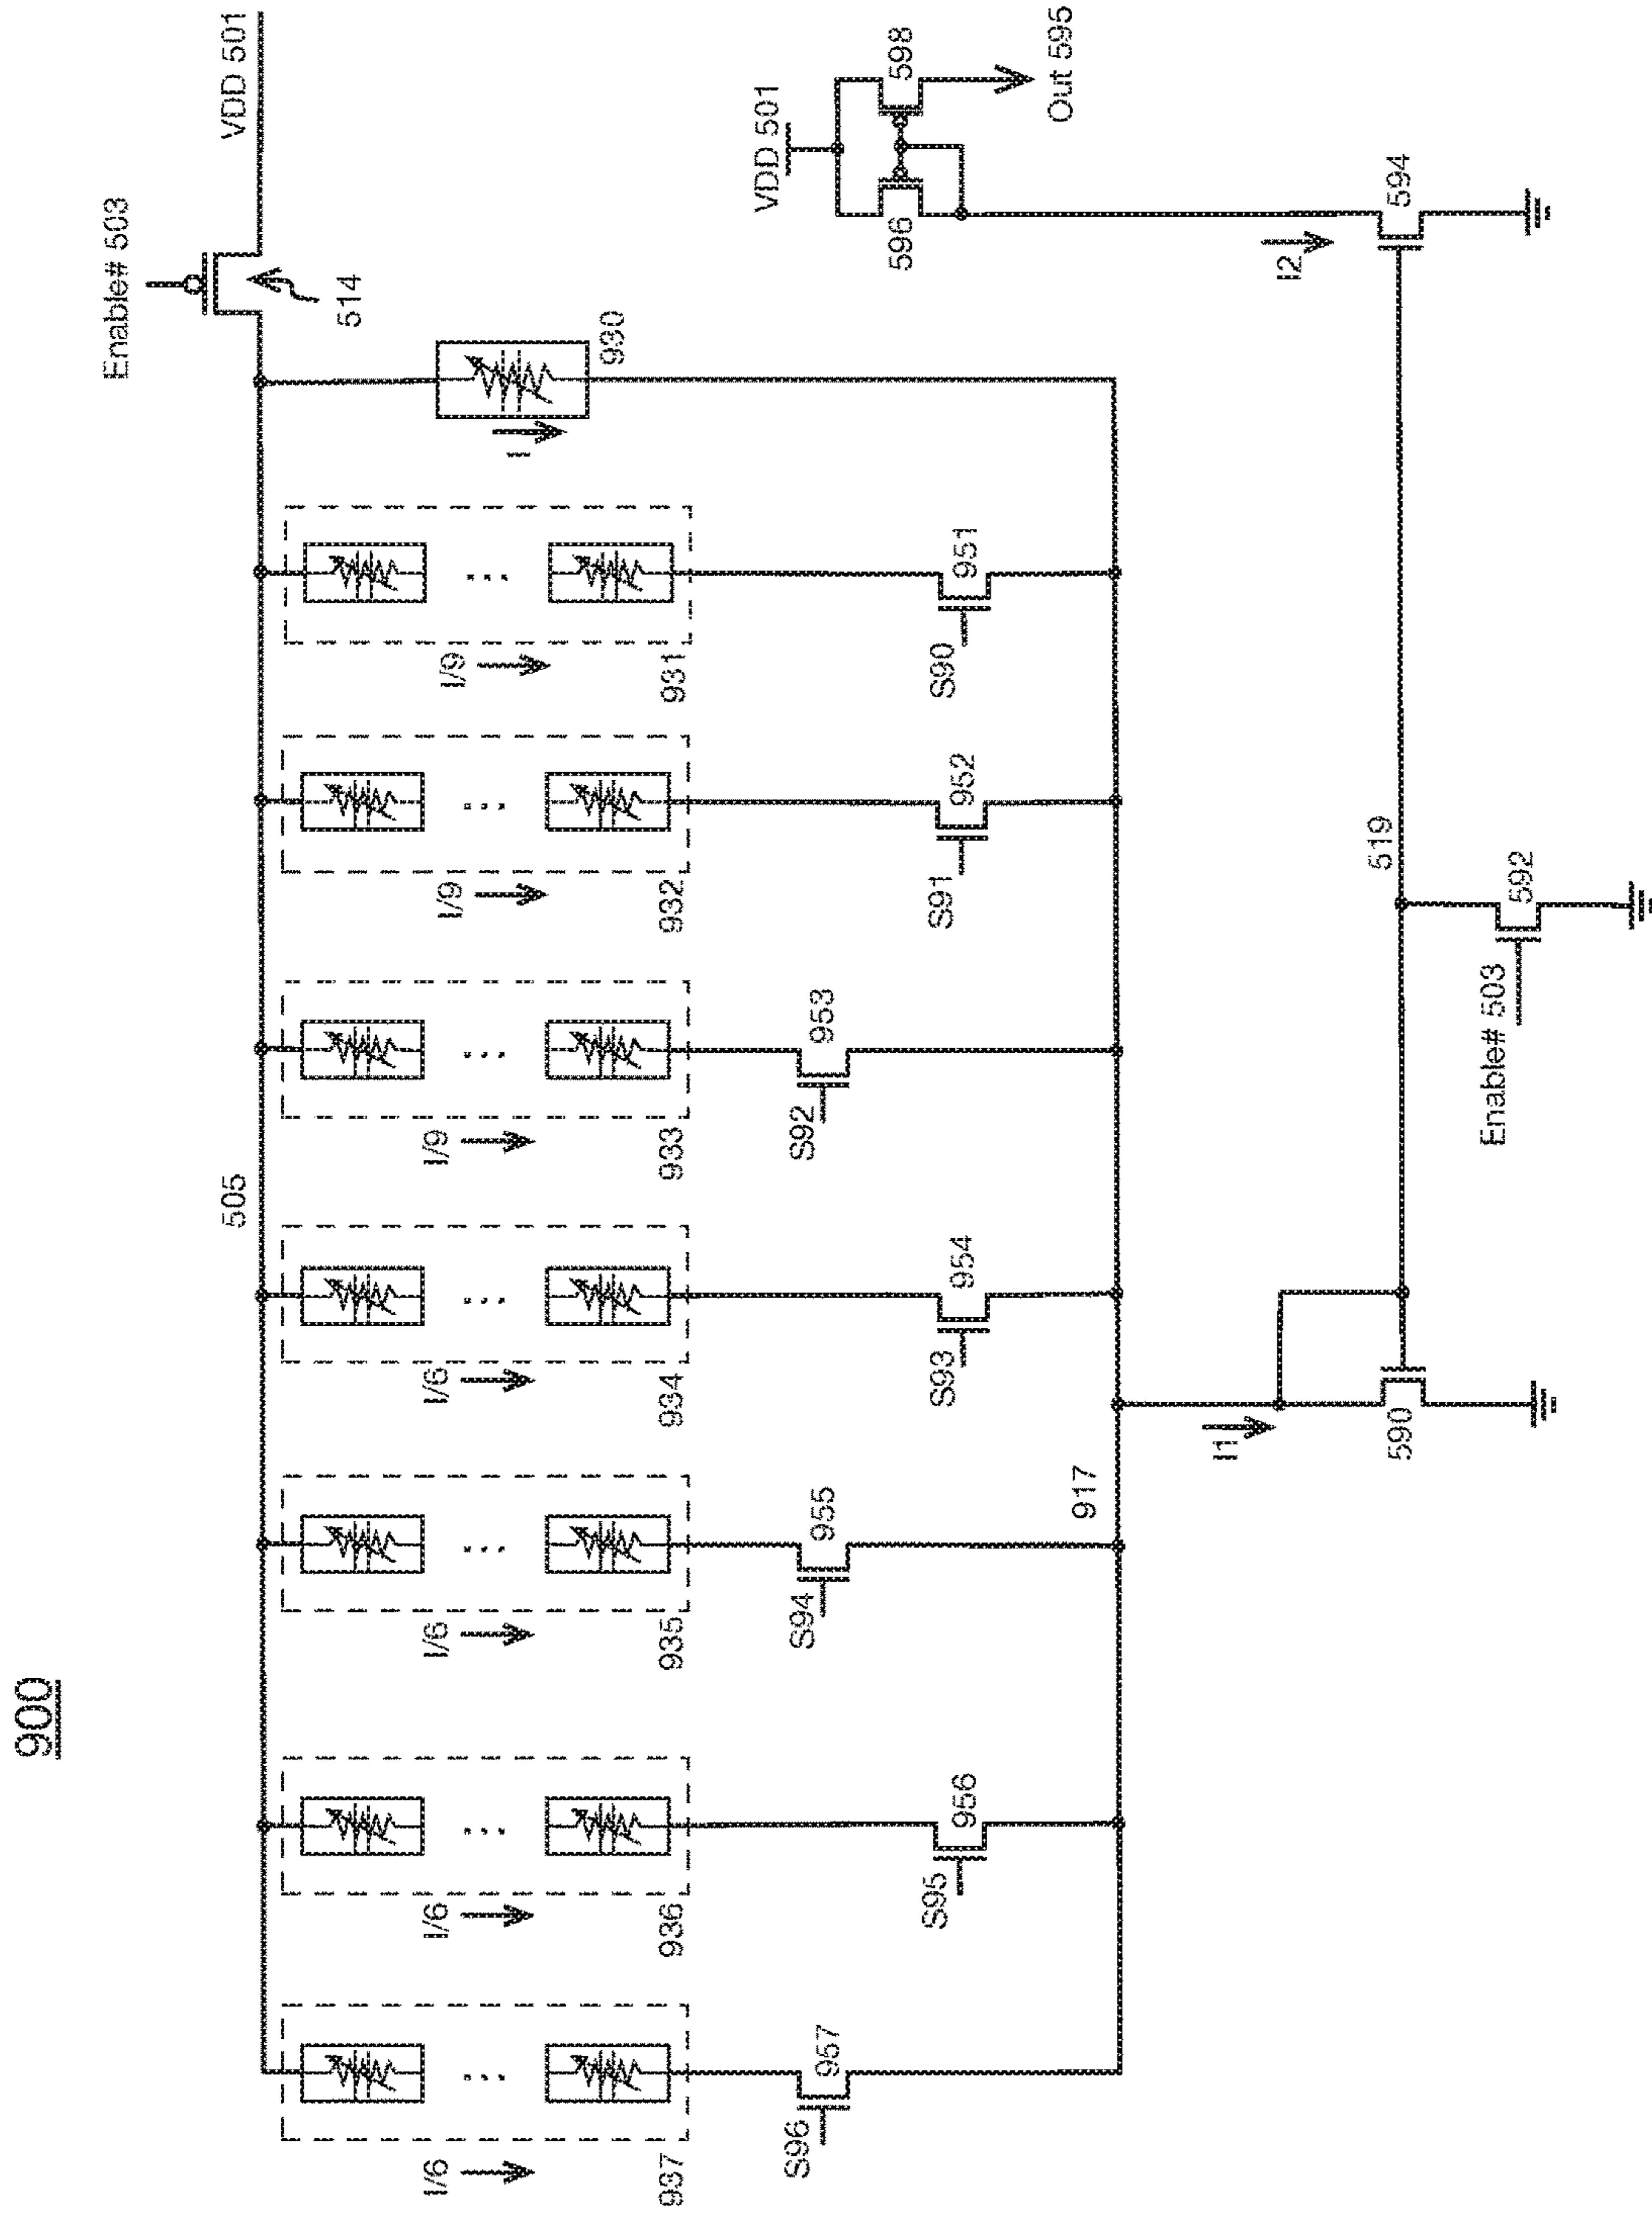 900
Enable# 503
VDD 501
514
505
I/6
937
I/6
936
I/6
935
I/6
934
I/9
933
I/9
932
I/9
931
I
930
S96
957
S95
956
S94
955
S93
954
S92
953
S91
952
S90
951
917
I1
590
519
Enable# 503
592
I2
594
VDD 501
596
598
Out 595